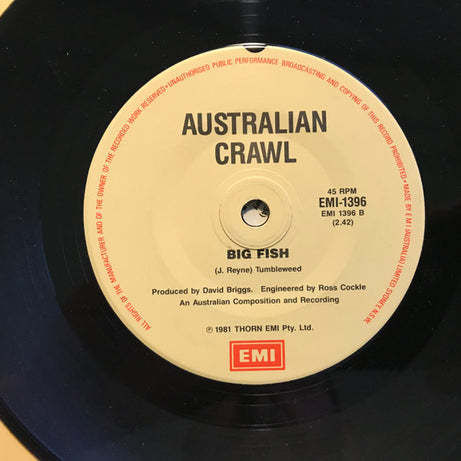 AUSTRALIAN
CRAWL
45 RPM
EMI-1396
EMI 1396 B
(2.42)
BIG FISH
(J. Reyne) Tumbleweed
Produced by David Briggs. Engineered by Ross Cockle
An Australian Composition and Recording
℗ 1981 THORN EMI Pty. Ltd.
EMI
ALL RIGHTS OF THE MANUFACTURER AND OF THE OWNER OF THE RECORDED WORK RESERVED•UNAUTHORISED PUBLIC PERFORMANCE BROADCASTING AND COPYING OF THIS RECORD PROHIBITED•MADE BY E M I (AUSTRALIA) LIMITED SYDNEY N.S.W.